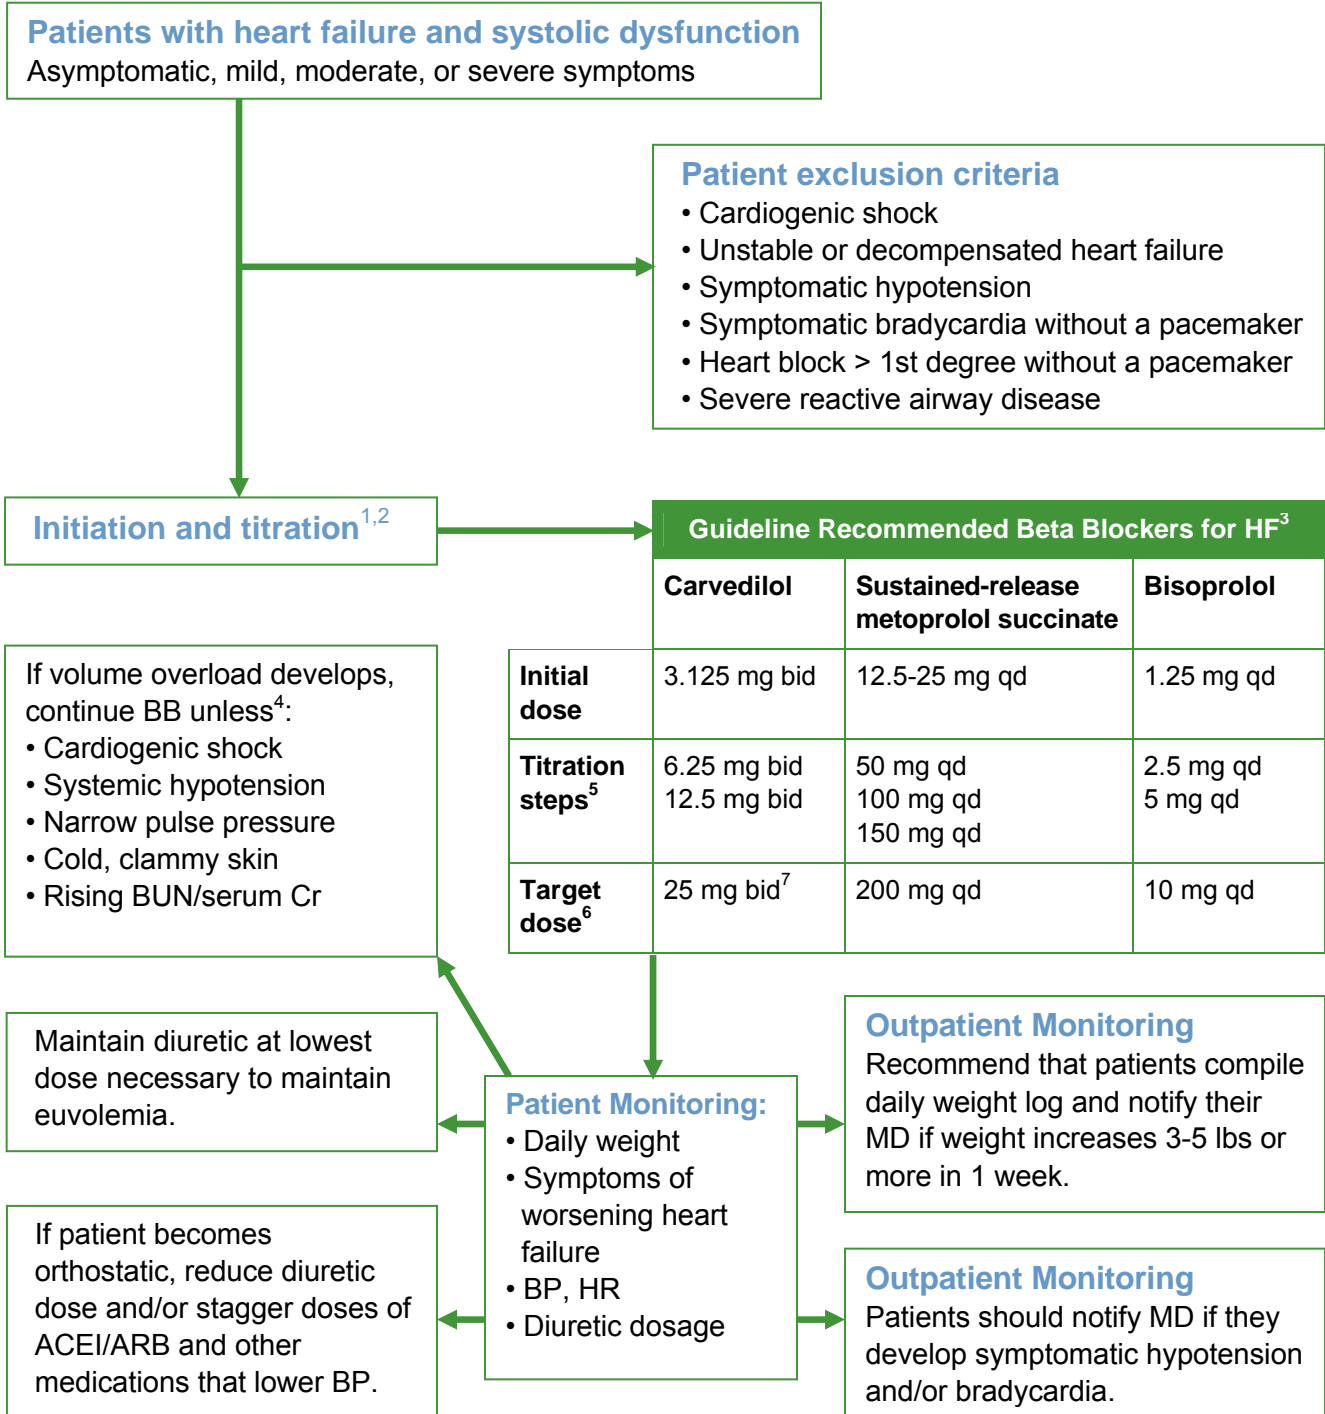 Patients with heart failure and systolic dysfunction
Asymptomatic, mild, moderate, or severe symptoms
Patient exclusion criteria
• Cardiogenic shock
• Unstable or decompensated heart failure
• Symptomatic hypotension
• Symptomatic bradycardia without a pacemaker
• Heart block > 1st degree without a pacemaker
• Severe reactive airway disease
Initiation and titration1,2
Guideline Recommended Beta Blockers for HF3
Carvedilol
Sustained-release
metoprolol succinate
Bisoprolol
Initial
dose
3.125 mg bid
12.5-25 mg qd
1.25 mg qd
Titration
steps5
6.25 mg bid
12.5 mg bid
50 mg qd
100 mg qd
150 mg qd
2.5 mg qd
5 mg qd
Target
dose6
25 mg bid7
200 mg qd
10 mg qd
If volume overload develops,
continue BB unless4:
• Cardiogenic shock
• Systemic hypotension
• Narrow pulse pressure
• Cold, clammy skin
• Rising BUN/serum Cr
Maintain diuretic at lowest
dose necessary to maintain
euvolemia.
If patient becomes
orthostatic, reduce diuretic
dose and/or stagger doses of
ACEI/ARB and other
medications that lower BP.
Patient Monitoring:
• Daily weight
• Symptoms of
worsening heart
failure
• BP, HR
• Diuretic dosage
Outpatient Monitoring
Recommend that patients compile
daily weight log and notify their
MD if weight increases 3-5 lbs or
more in 1 week.
Outpatient Monitoring
Patients should notify MD if they
develop symptomatic hypotension
and/or bradycardia.